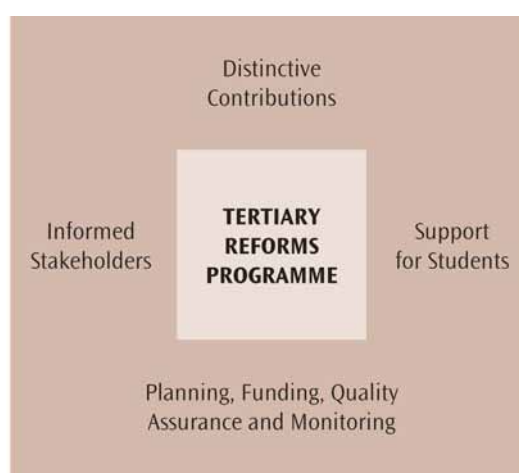 Distinctive
Contributions
Informed
Stakeholders
TERTIARY
REFORMS
PROGRAMME
Support
for Students
Planning, Funding, Quality
Assurance and Monitoring